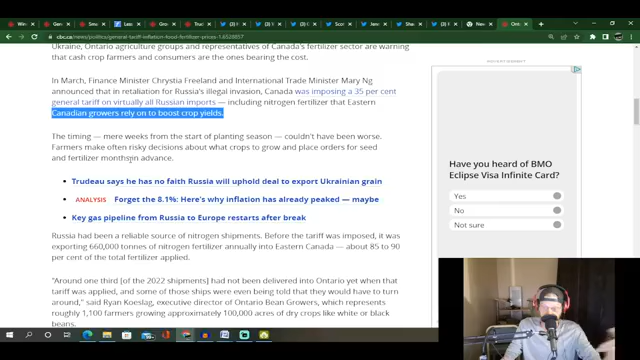 cbc.ca/news/politics/general-tariff-inflation-food-fertilizer-prices-1.6528857
Ukraine, Ontario agriculture groups and representatives of Canada's fertilizer sector are warning
that cash crop farmers and consumers are the ones bearing the cost.
In March, Finance Minister Chrystia Freeland and International Trade Minister Mary Ng
announced that in retaliation for Russia's illegal invasion, Canada was imposing a 35 per cent
general tariff on virtually all Russian imports — including nitrogen fertilizer that Eastern
Canadian growers rely on to boost crop yields.
The timing — mere weeks from the start of planting season — couldn't have been worse.
Farmers make often risky decisions about what crops to grow and place orders for seed
and fertilizer months in advance.
Trudeau says he has no faith Russia will uphold deal to export Ukrainian grain
ANALYSIS Forget the 8.1%: Here's why inflation has already peaked — maybe
Key gas pipeline from Russia to Europe restarts after break
Russia had been a reliable source of nitrogen shipments. Before the tariff was imposed, it was
exporting 660,000 tonnes of nitrogen fertilizer annually into Eastern Canada — about 85 to 90
per cent of the total fertilizer applied.
"Around one third [of the 2022 shipments] had not been delivered into Ontario yet when that
tariff was applied, and some of those ships were even being told that they would have to turn
around," said Ryan Koeslag, executive director of Ontario Bean Growers, which represents
roughly 1,100 farmers growing approximately 100,000 acres of dry crops like white or black
beans.
Have you heard of BMO
Eclipse Visa Infinite Card?
Yes
No
Not sure